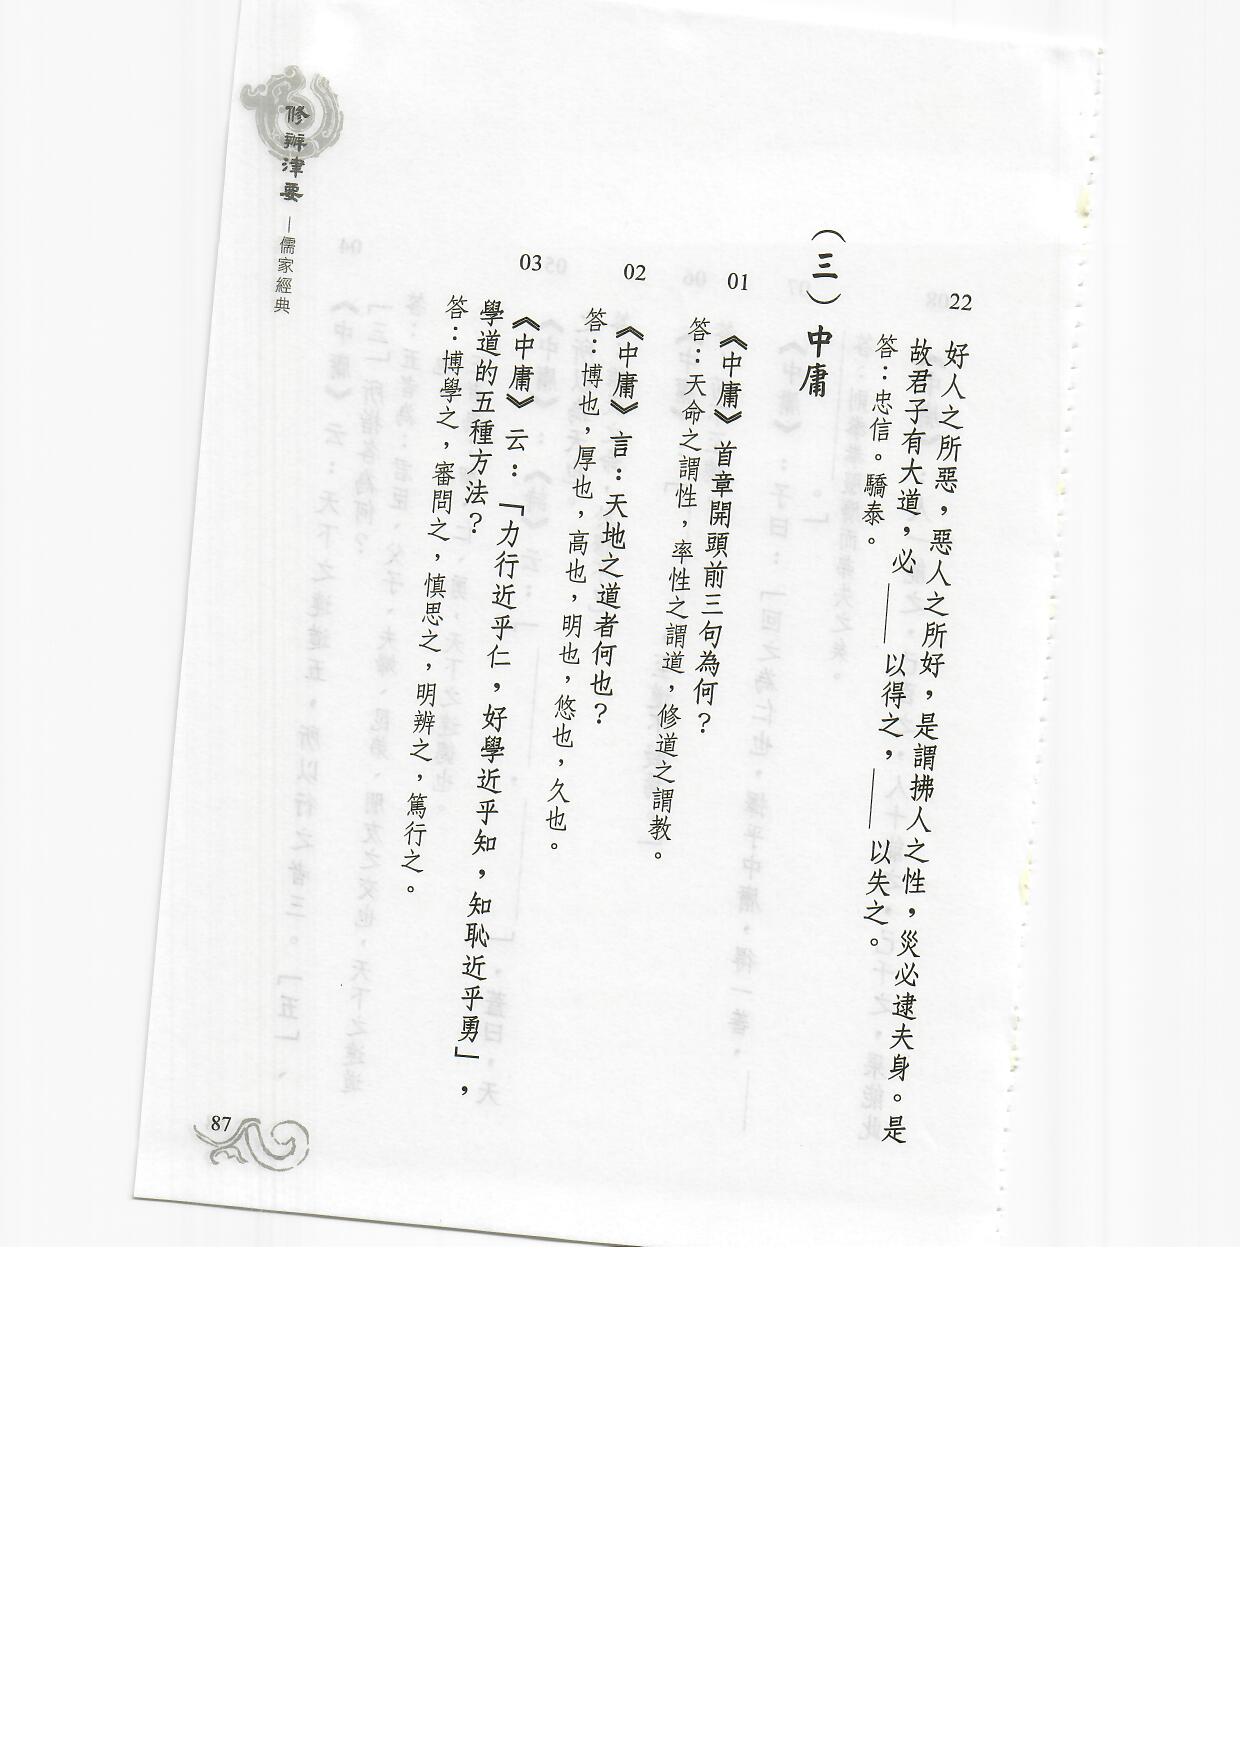 22
好人之所惡，惡人之所好，是謂拂人之性，災必逮夫身。是
故君子有大道，必＿＿以得之，＿＿以失之。
答：忠信。驕泰。
（三）中庸
01
《中庸》首章開頭前三句為何？
答：天命之謂性，率性之謂道，修道之謂教。
02
《中庸》言：天地之道者何也？
答：博也，厚也，高也，明也，悠也，久也。
03
《中庸》云：「力行近乎仁，好學近乎知，知恥近乎勇」，
學道的五種方法？
答：博學之，審問之，慎思之，明辨之，篤行之。
修辦津要—儒家經典
87